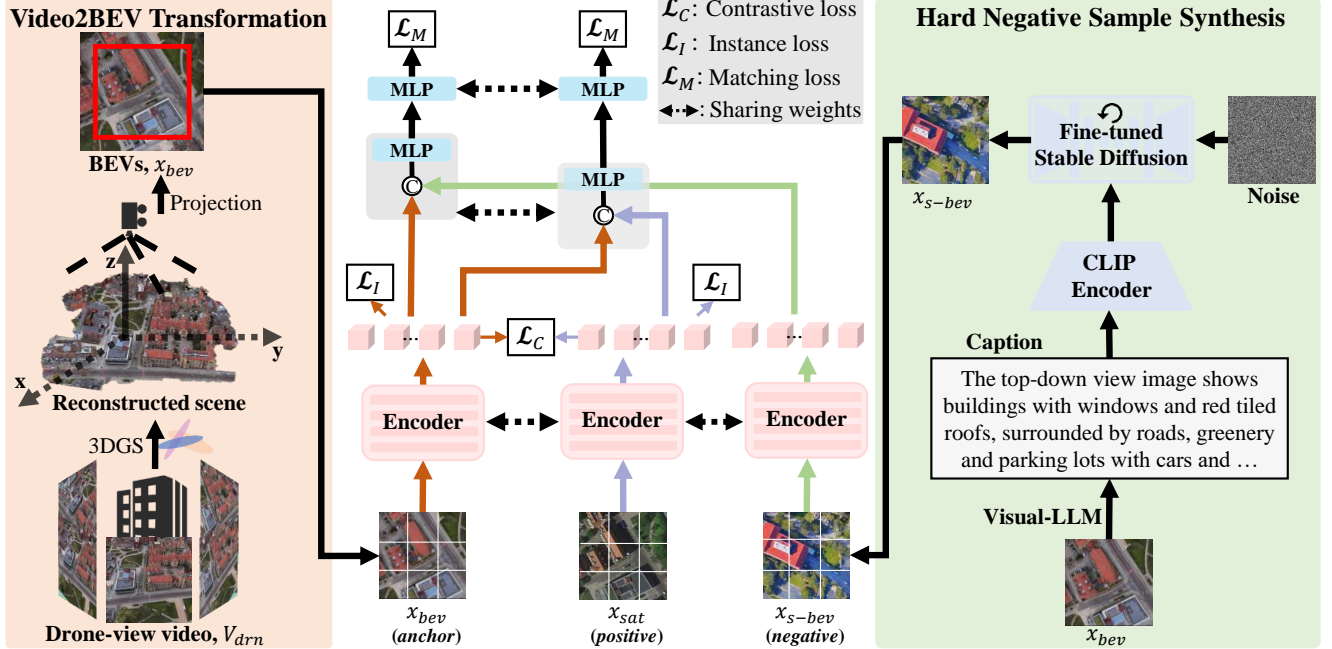 Video2BEV Transformation
BEVs, x_bev
Projection
z
y
x
Reconstructed scene
3DGS
Drone-view video, V_drn
ℒ_M
ℒ_M
MLP
MLP
MLP
MLP
C
C
ℒ_C: Contrastive loss
ℒ_I: Instance loss
ℒ_M: Matching loss
Sharing weights
ℒ_I
ℒ_I
...
ℒ_C
...
...
Encoder
Encoder
Encoder
x_bev
(anchor)
x_sat
(positive)
x_s−bev
(negative)
Hard Negative Sample Synthesis
x_s−bev
Fine-tuned
Stable Diffusion
Noise
CLIP
Encoder
Caption
The top-down view image shows
buildings with windows and red tiled
roofs, surrounded by roads, greenery
and parking lots with cars and …
Visual-LLM
x_bev